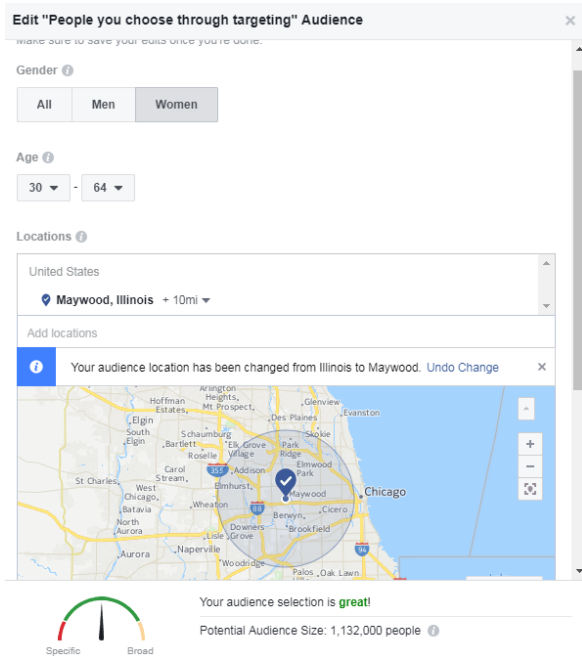 Edit "People you choose through targeting" Audience
Make sure to save your edits once you're done.
Gender
All Men Women
Age
30 - 64
Locations
United States
Maywood, Illinois + 10mi
Add locations
Your audience location has been changed from Illinois to Maywood. Undo Change
Arlington
Heights,
Hoffman
Estates,
Mt Prospect,
Glenview
Evanston
Des Plaines
Elgin
South
Elgin
Schaumburg
Skokie
Bartlett
Elk Grove
Village
Park
Ridge
Roselle
Carol
Stream,
355
Addison
Elmwood
Park
St Charles,
West
Chicago,
Elmhurst,
Maywood
Chicago
Batavia
Wheaton
88
Berwyn,
Cicero
North
Aurora
Downers
Grove
Brookfield
Lisle
Aurora
Naperville
94
Woodridge
Palos
Oak Lawn
Hills
Your audience selection is great!
Specific Broad
Potential Audience Size: 1,132,000 people